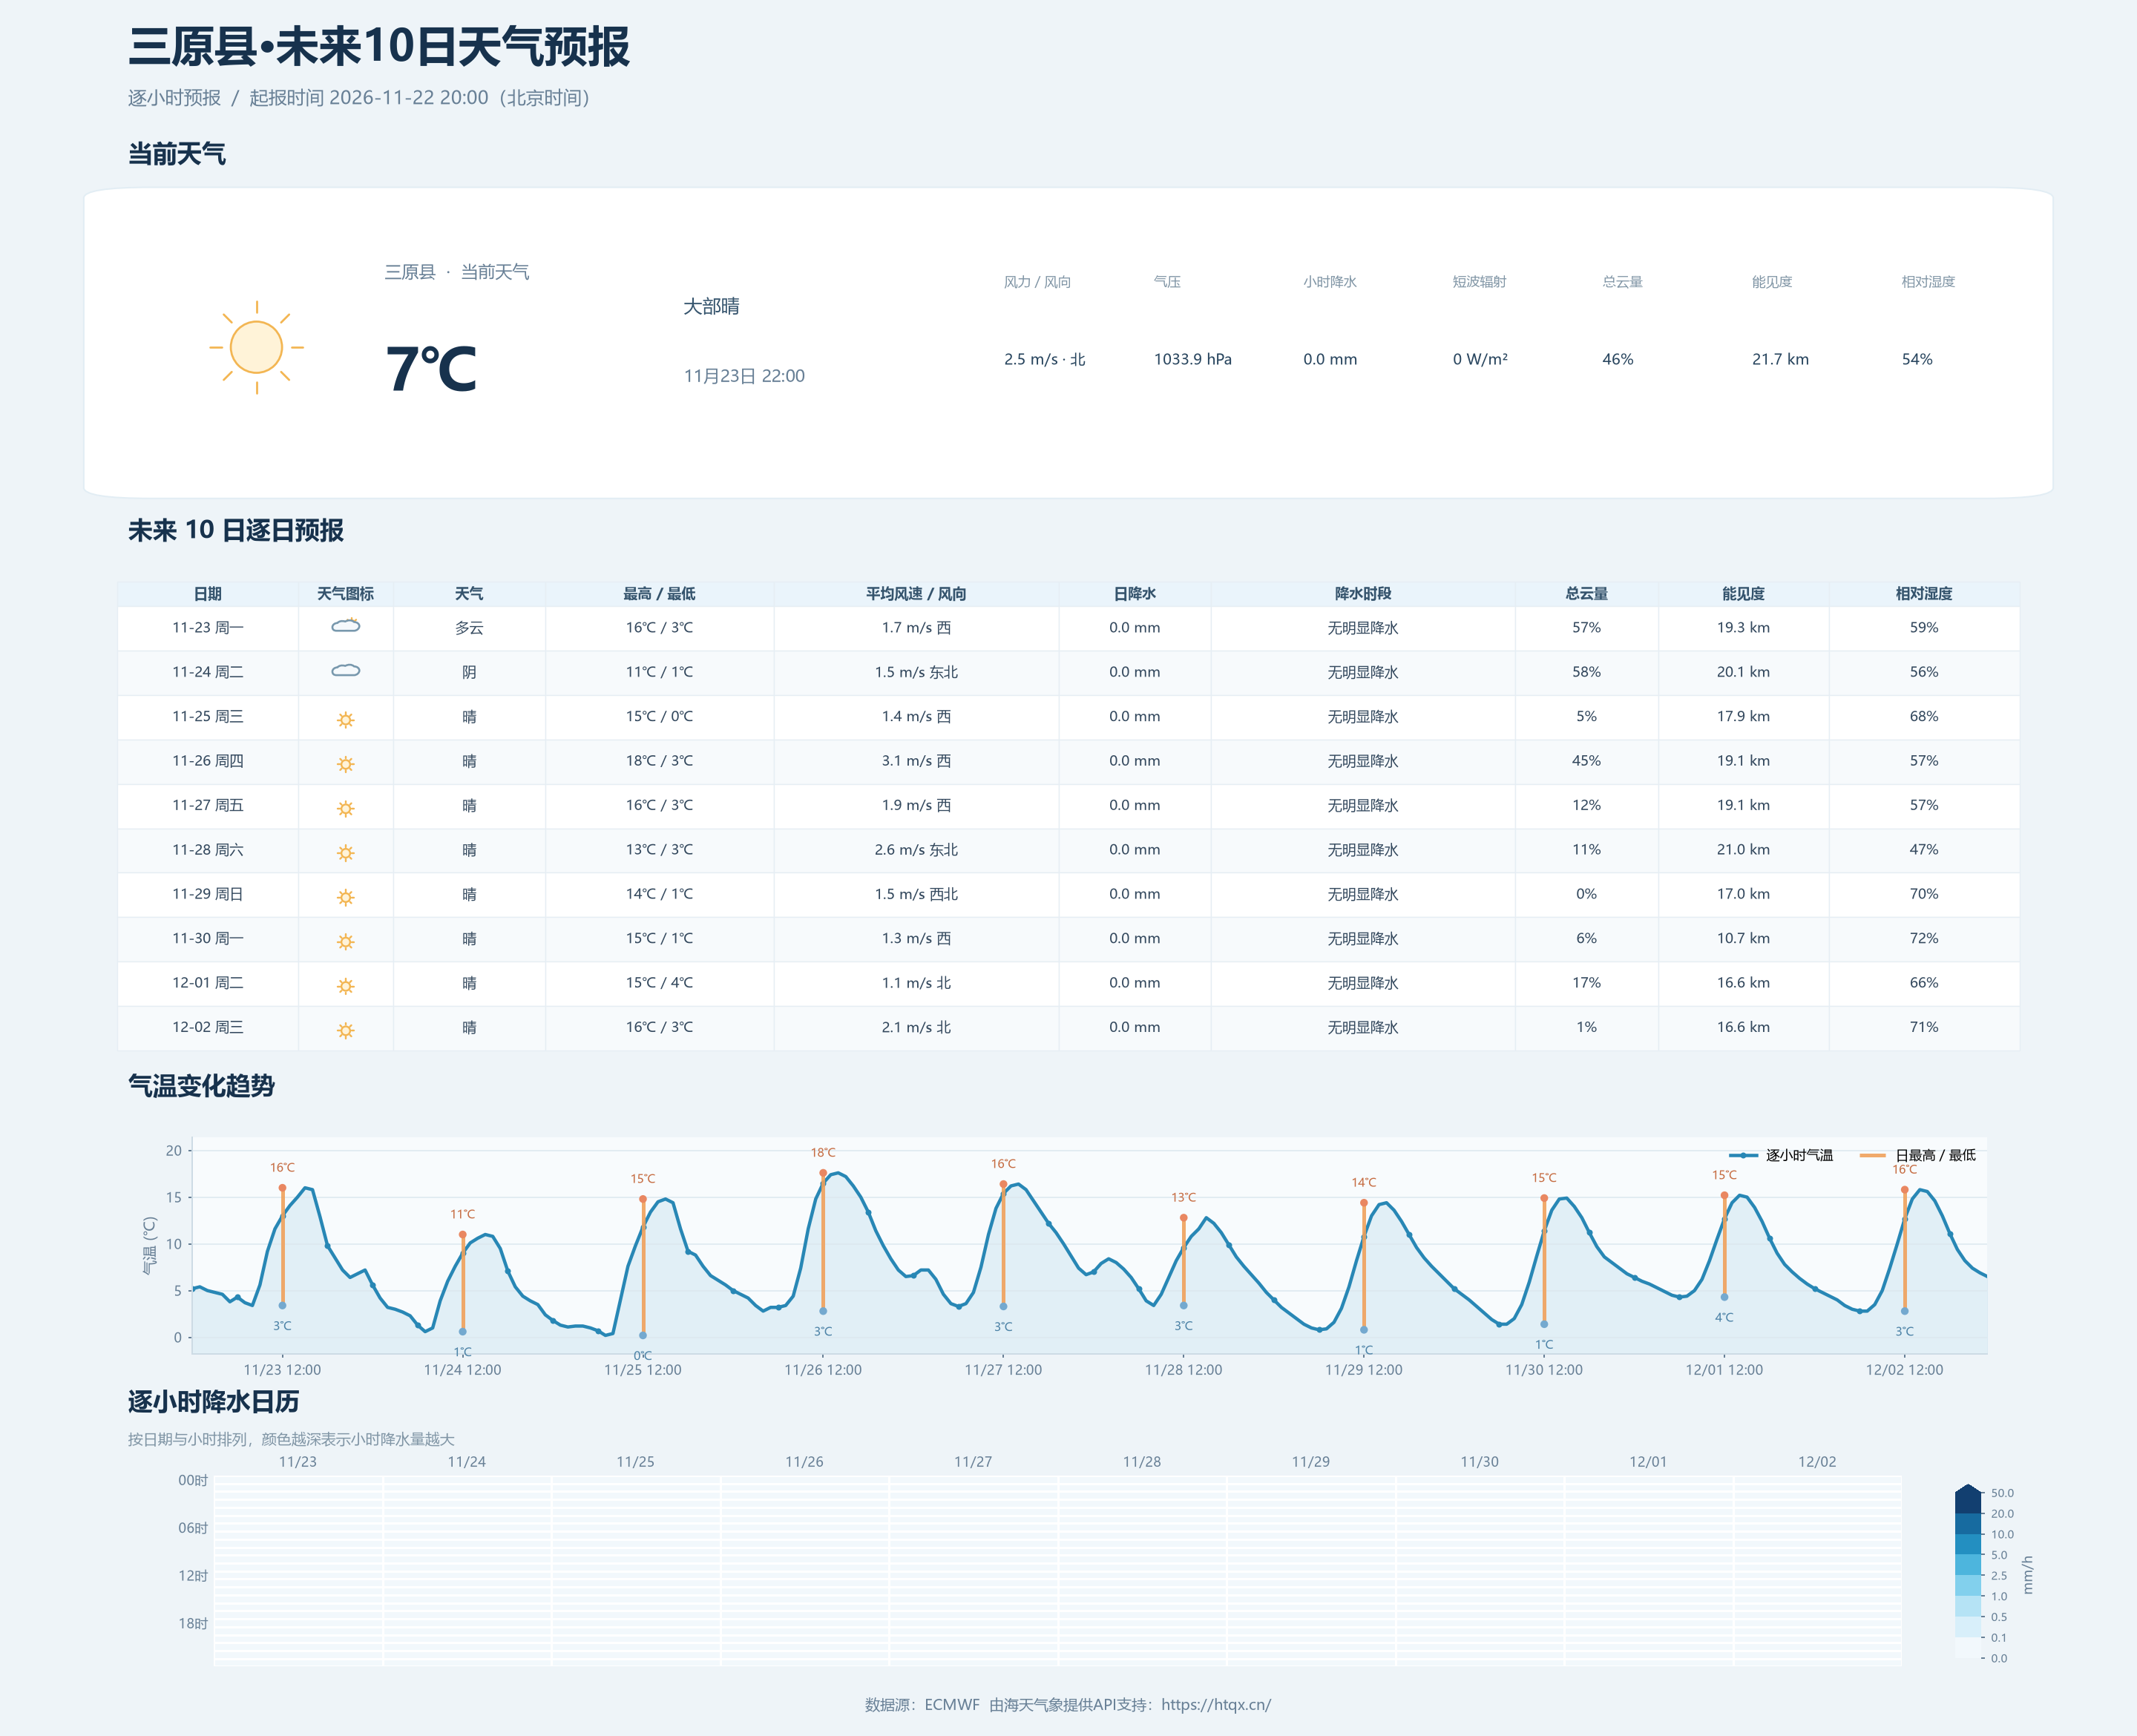 三原县•未来10日天气预报
逐小时预报 / 起报时间 2026-11-22 20:00（北京时间）
当前天气
三原县 · 当前天气
7℃
大部晴
11月23日 22:00
风力 / 风向 气压 小时降水 短波辐射 总云量 能见度 相对湿度
2.5 m/s · 北 1033.9 hPa 0.0 mm 0 W/m² 46% 21.7 km 54%
未来 10 日逐日预报
日期 天气图标 天气 最高 / 最低 平均风速 / 风向 日降水 降水时段 总云量 能见度 相对湿度
11-23 周一 多云 16℃ / 3℃ 1.7 m/s 西 0.0 mm 无明显降水 57% 19.3 km 59%
11-24 周二 阴 11℃ / 1℃ 1.5 m/s 东北 0.0 mm 无明显降水 58% 20.1 km 56%
11-25 周三 晴 15℃ / 0℃ 1.4 m/s 西 0.0 mm 无明显降水 5% 17.9 km 68%
11-26 周四 晴 18℃ / 3℃ 3.1 m/s 西 0.0 mm 无明显降水 45% 19.1 km 57%
11-27 周五 晴 16℃ / 3℃ 1.9 m/s 西 0.0 mm 无明显降水 12% 19.1 km 57%
11-28 周六 晴 13℃ / 3℃ 2.6 m/s 东北 0.0 mm 无明显降水 11% 21.0 km 47%
11-29 周日 晴 14℃ / 1℃ 1.5 m/s 西北 0.0 mm 无明显降水 0% 17.0 km 70%
11-30 周一 晴 15℃ / 1℃ 1.3 m/s 西 0.0 mm 无明显降水 6% 10.7 km 72%
12-01 周二 晴 15℃ / 4℃ 1.1 m/s 北 0.0 mm 无明显降水 17% 16.6 km 66%
12-02 周三 晴 16℃ / 3℃ 2.1 m/s 北 0.0 mm 无明显降水 1% 16.6 km 71%
气温变化趋势
气温 (℃)
20
15
10
5
0
逐小时气温 日最高 / 最低
16℃ 11℃ 15℃ 18℃ 16℃ 13℃ 14℃ 15℃ 15℃ 16℃
3℃ 1℃ 0℃ 3℃ 3℃ 3℃ 1℃ 1℃ 4℃ 3℃
11/23 12:00 11/24 12:00 11/25 12:00 11/26 12:00 11/27 12:00 11/28 12:00 11/29 12:00 11/30 12:00 12/01 12:00 12/02 12:00
逐小时降水日历
按日期与小时排列，颜色越深表示小时降水量越大
11/23 11/24 11/25 11/26 11/27 11/28 11/29 11/30 12/01 12/02
00时
06时
12时
18时
50.0
20.0
10.0
5.0
2.5
1.0
0.5
0.1
0.0
mm/h
数据源：ECMWF 由海天气象提供API支持：https://htqx.cn/